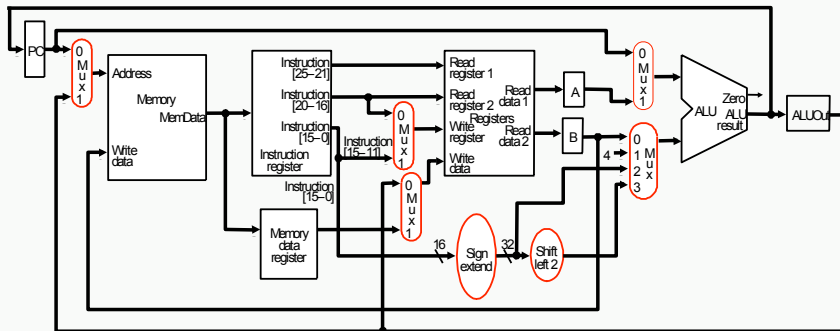 PC
0
M
u
x
1
Address
Memory
MemData
Write
data
Instruction
[25–21]
Instruction
[20–16]
Instruction
[15–0]
Instruction
register
Instruction
[15–11]
Instruction
[15–0]
Memory
data
register
0
M
u
x
1
0
M
u
x
1
Read
register 1
Read
register 2
Write
register
Write
data
Registers
Read
data 1
Read
data 2
16
Sign
extend
32
Shift
left 2
A
B
4
0
M
u
x
1
0
1
2
3
Mux
Zero
ALU
ALU
result
ALUOut